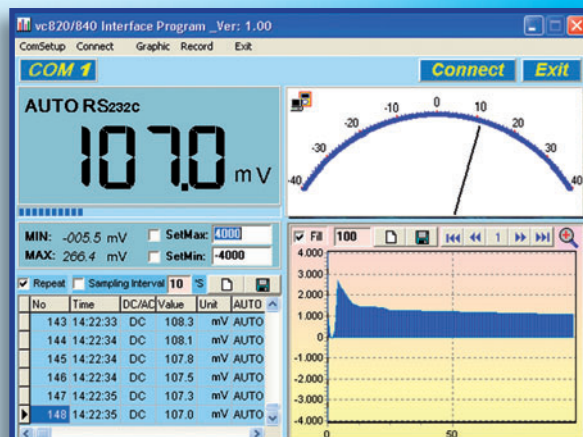 vc820/840 Interface Program _Ver: 1.00
ComSetup Connect Graphic Record Exit
COM 1 Connect Exit
AUTO RS232C
107.0 mV
-40 -30 -20 -10 0 10 20 30 40
MIN: -005.5 mV SetMax: 4000
MAX: 266.4 mV SetMin: -4000
Repeat Sampling Interval 10 'S
No Time DC/AC Value Unit AUTO
143 14:22:33 DC 108.3 mV AUTO
144 14:22:34 DC 108.1 mV AUTO
145 14:22:34 DC 107.8 mV AUTO
146 14:22:34 DC 107.5 mV AUTO
147 14:22:35 DC 107.3 mV AUTO
148 14:22:35 DC 107.0 mV AUTO
Fill 100 1
4.000
3.000
2.000
1.000
0
-1.000
-2.000
-3.000
-4.000
0 50